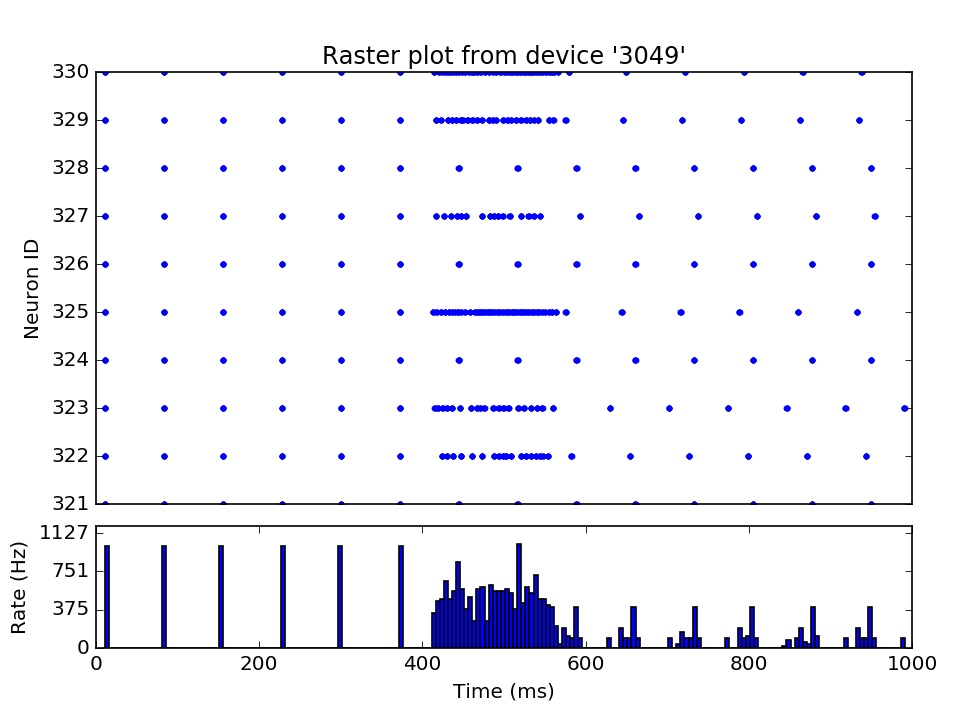 Raster plot from device '3049'
330
329
328
327
326
325
324
323
322
321
Neuron ID
1127
751
375
0
Rate (Hz)
0 200 400 600 800 1000
Time (ms)